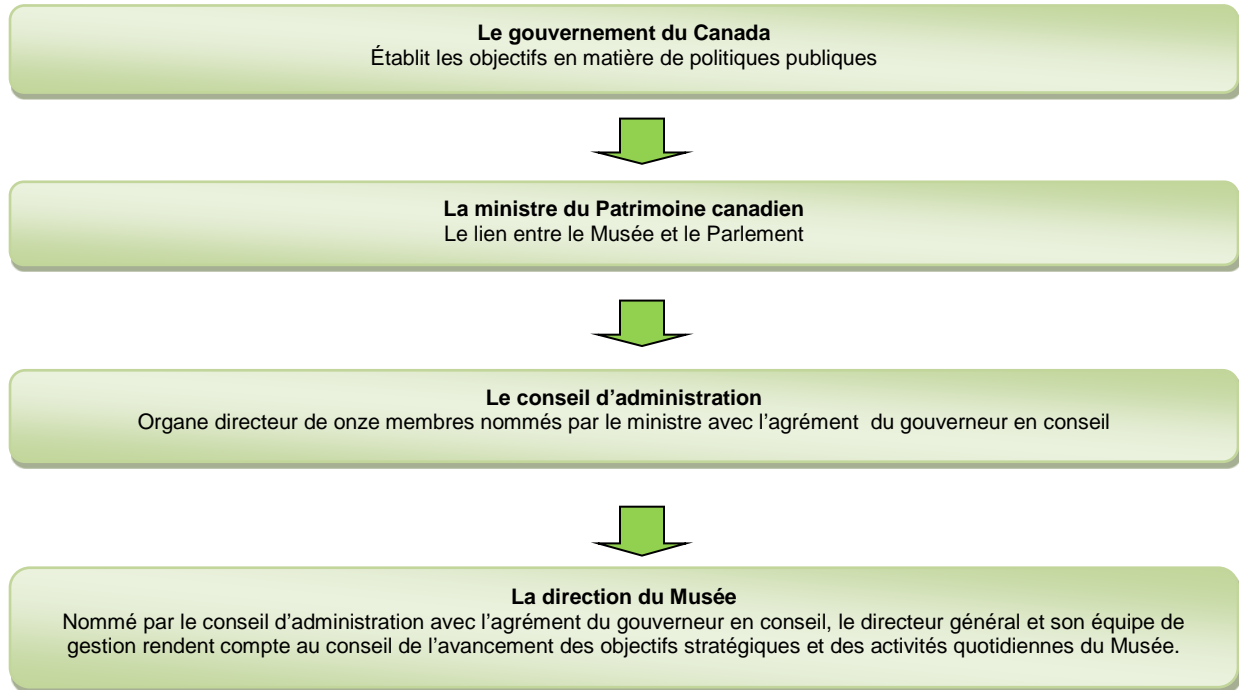 Le gouvernement du Canada
Établit les objectifs en matière de politiques publiques
La ministre du Patrimoine canadien
Le lien entre le Musée et le Parlement
Le conseil d’administration
Organe directeur de onze membres nommés par le ministre avec l’agrément du gouverneur en conseil
La direction du Musée
Nommé par le conseil d’administration avec l’agrément du gouverneur en conseil, le directeur général et son équipe de
gestion rendent compte au conseil de l’avancement des objectifs stratégiques et des activités quotidiennes du Musée.